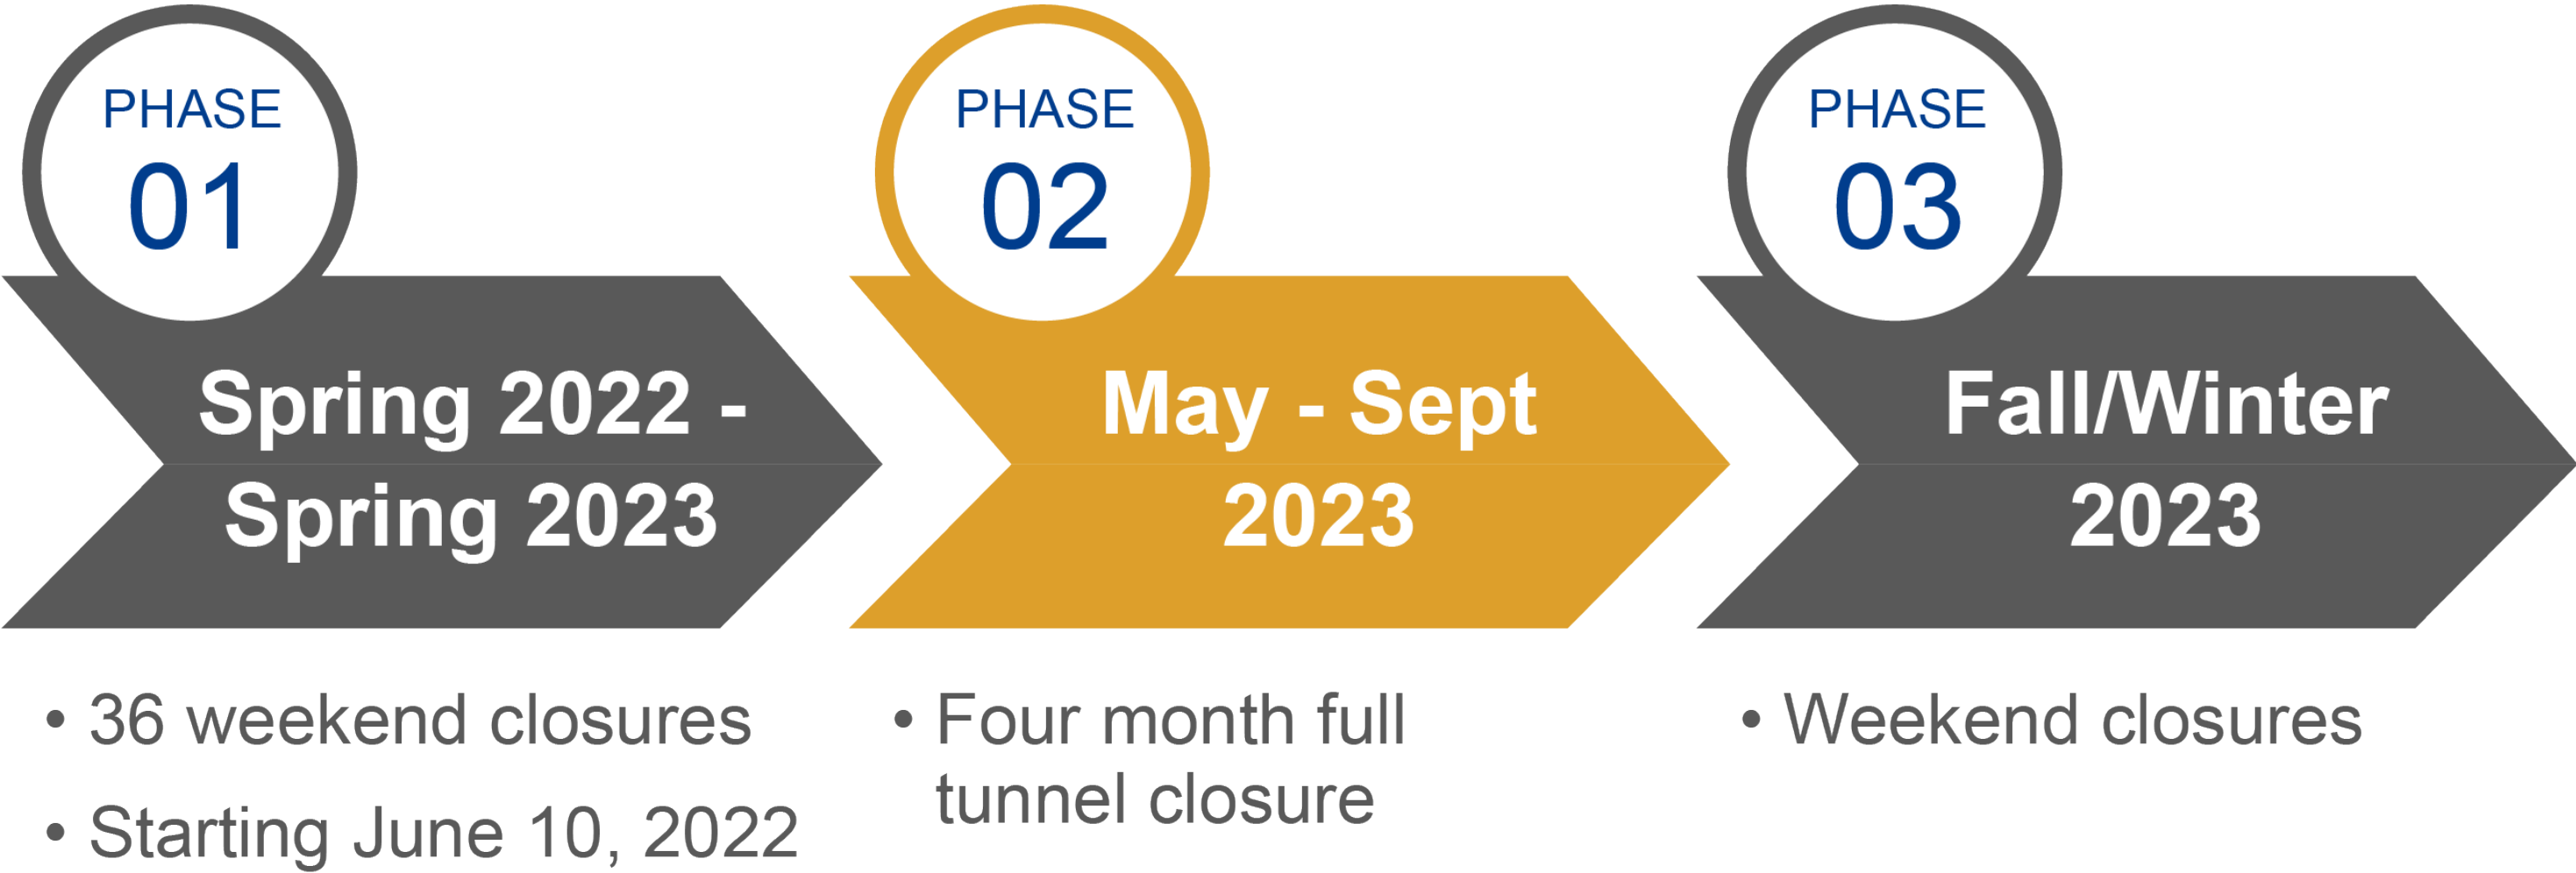 PHASE
01
Spring 2022 -
Spring 2023
• 36 weekend closures
• Starting June 10, 2022
PHASE
02
May - Sept
2023
• Four month full
tunnel closure
PHASE
03
Fall/Winter
2023
• Weekend closures